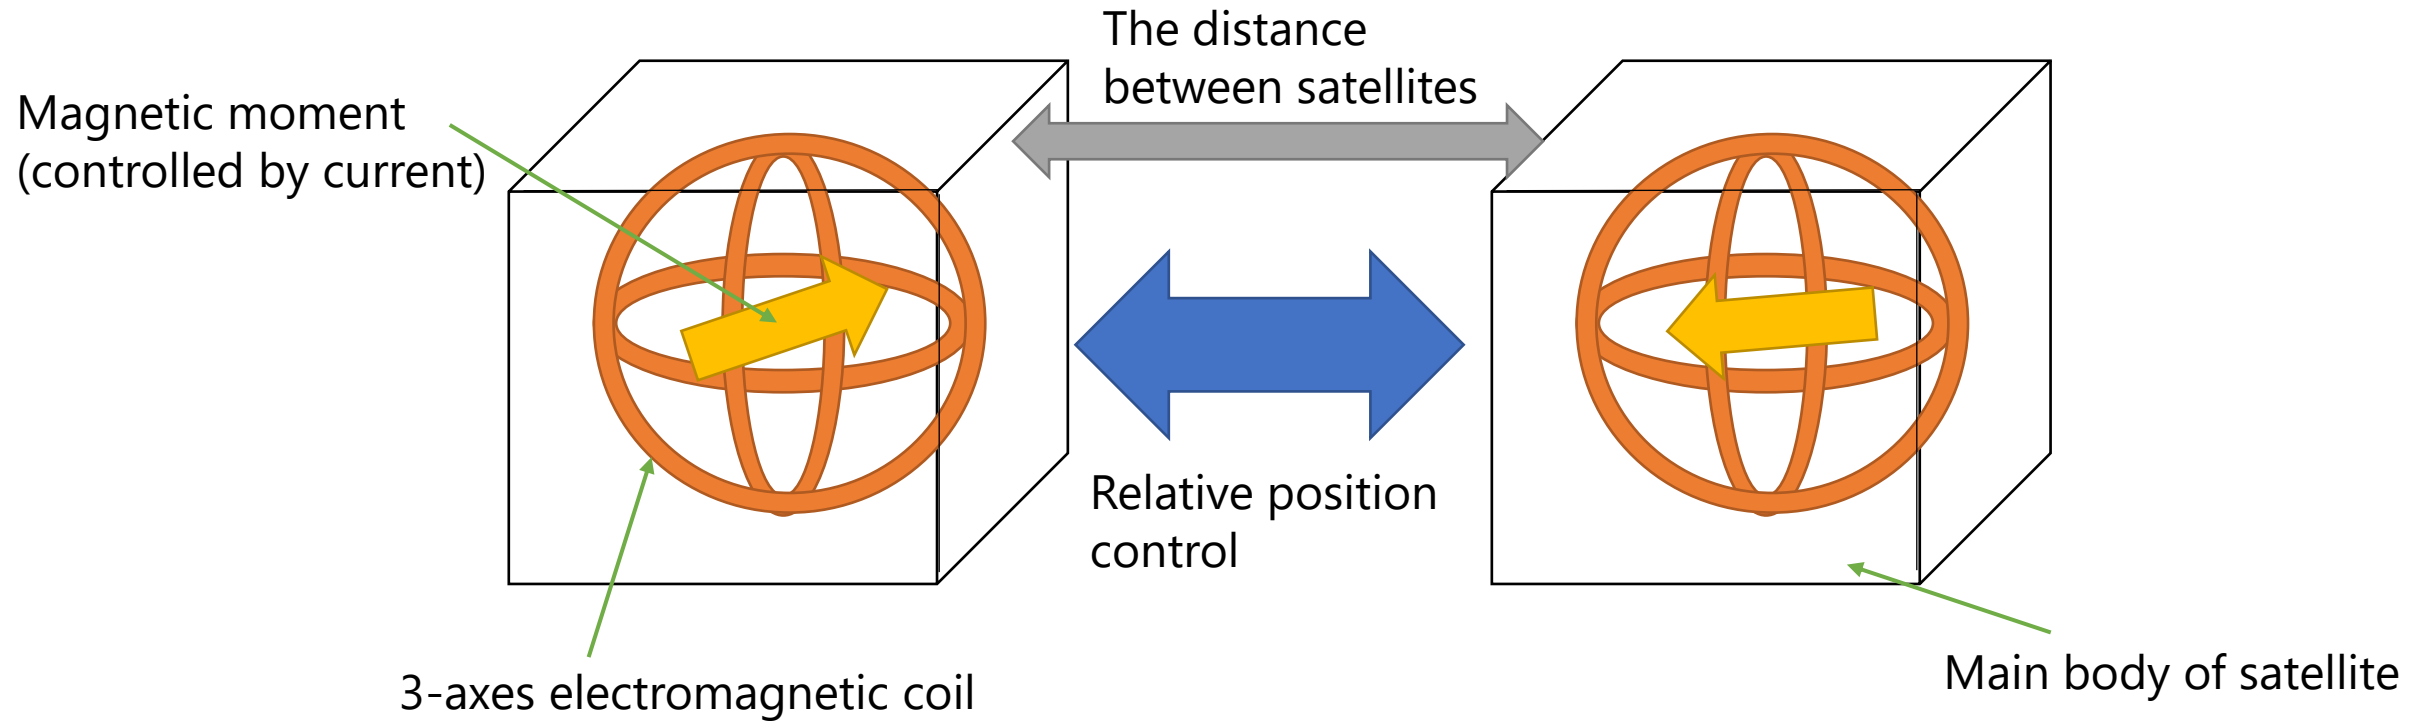 The distance
between satellites
Magnetic moment
(controlled by current)
Relative position
control
3-axes electromagnetic coil
Main body of satellite